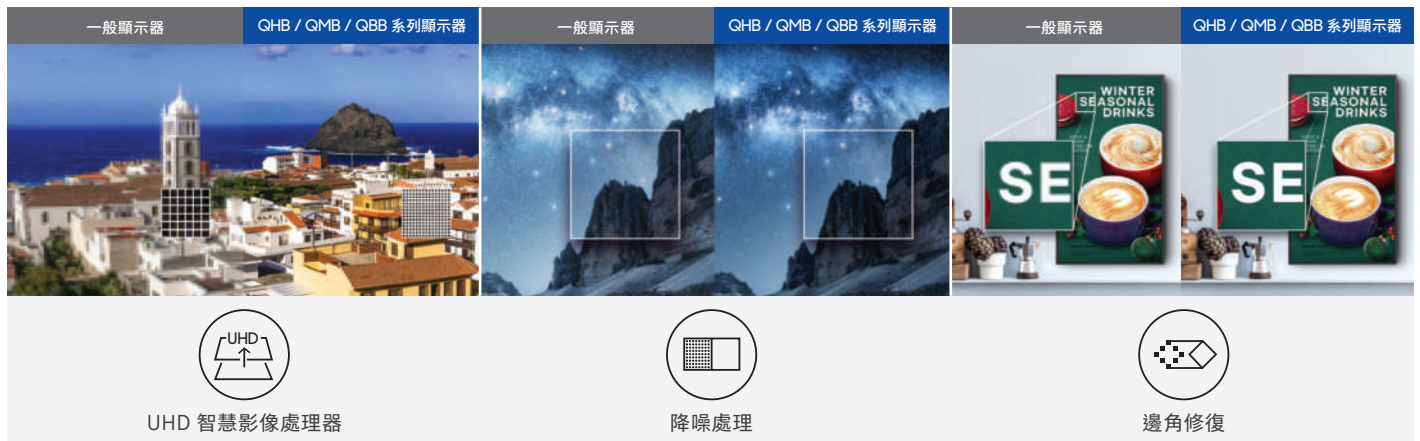 一般顯示器
QHB / QMB / QBB 系列顯示器
一般顯示器
QHB / QMB / QBB 系列顯示器
一般顯示器
QHB / QMB / QBB 系列顯示器
WINTER
SEASONAL
DRINKS
SE
WINTER
SEASONAL
DRINKS
SE
UHD
UHD 智慧影像處理器
降噪處理
邊角修復